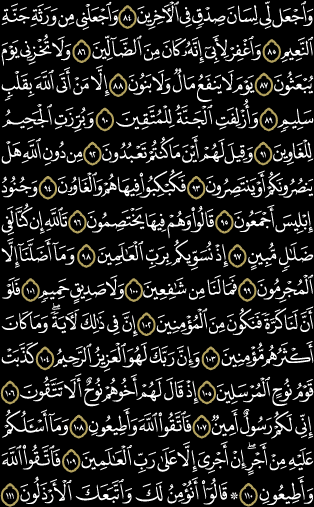 وَٱجۡعَل لِّي لِسَانَ صِدۡقٖ فِي ٱلۡأٓخِرِينَ ٨٤ وَٱجۡعَلۡنِي مِن وَرَثَةِ جَنَّةِ
ٱلنَّعِيمِ ٨٥ وَٱغۡفِرۡ لِأَبِيٓ إِنَّهُۥ كَانَ مِنَ ٱلضَّآلِّينَ ٨٦ وَلَا تُخۡزِنِي يَوۡمَ
يُبۡعَثُونَ ٨٧ يَوۡمَ لَا يَنفَعُ مَالٞ وَلَا بَنُونَ ٨٨ إِلَّا مَنۡ أَتَى ٱللَّهَ بِقَلۡبٖ
سَلِيمٖ ٨٩ وَأُزۡلِفَتِ ٱلۡجَنَّةُ لِلۡمُتَّقِينَ ٩٠ وَبُرِّزَتِ ٱلۡجَحِيمُ
لِلۡغَاوِينَ ٩١ وَقِيلَ لَهُمۡ أَيۡنَ مَا كُنتُمۡ تَعۡبُدُونَ ٩٢ مِن دُونِ ٱللَّهِ هَلۡ
يَنصُرُونَكُمۡ أَوۡ يَنتَصِرُونَ ٩٣ فَكُبۡكِبُواْ فِيهَا هُمۡ وَٱلۡغَاوُۥنَ ٩٤ وَجُنُودُ
إِبۡلِيسَ أَجۡمَعُونَ ٩٥ قَالُواْ وَهُمۡ فِيهَا يَخۡتَصِمُونَ ٩٦ تَٱللَّهِ إِن كُنَّا لَفِي
ضَلَٰلٖ مُّبِينٍ ٩٧ إِذۡ نُسَوِّيكُم بِرَبِّ ٱلۡعَٰلَمِينَ ٩٨ وَمَآ أَضَلَّنَآ إِلَّا
ٱلۡمُجۡرِمُونَ ٩٩ فَمَا لَنَا مِن شَٰفِعِينَ ١٠٠ وَلَا صَدِيقٍ حَمِيمٖ ١٠١ فَلَوۡ
أَنَّ لَنَا كَرَّةٗ فَنَكُونَ مِنَ ٱلۡمُؤۡمِنِينَ ١٠٢ إِنَّ فِي ذَٰلِكَ لَأٓيَةٗۖ وَمَا كَانَ
أَكۡثَرُهُم مُّؤۡمِنِينَ ١٠٣ وَإِنَّ رَبَّكَ لَهُوَ ٱلۡعَزِيزُ ٱلرَّحِيمُ ١٠٤ كَذَّبَتۡ
قَوۡمُ نُوحٍ ٱلۡمُرۡسَلِينَ ١٠٥ إِذۡ قَالَ لَهُمۡ أَخُوهُمۡ نُوحٌ أَلَا تَتَّقُونَ ١٠٦
إِنِّي لَكُمۡ رَسُولٌ أَمِينٞ ١٠٧ فَٱتَّقُواْ ٱللَّهَ وَأَطِيعُونِ ١٠٨ وَمَآ أَسۡـَٔلُكُمۡ
عَلَيۡهِ مِنۡ أَجۡرٍۖ إِنۡ أَجۡرِيَ إِلَّا عَلَىٰ رَبِّ ٱلۡعَٰلَمِينَ ١٠٩ فَٱتَّقُواْ ٱللَّهَ
وَأَطِيعُونِ ١١٠ ۞ قَالُوٓاْ أَنُؤۡمِنُ لَكَ وَٱتَّبَعَكَ ٱلۡأَرۡذَلُونَ ١١١